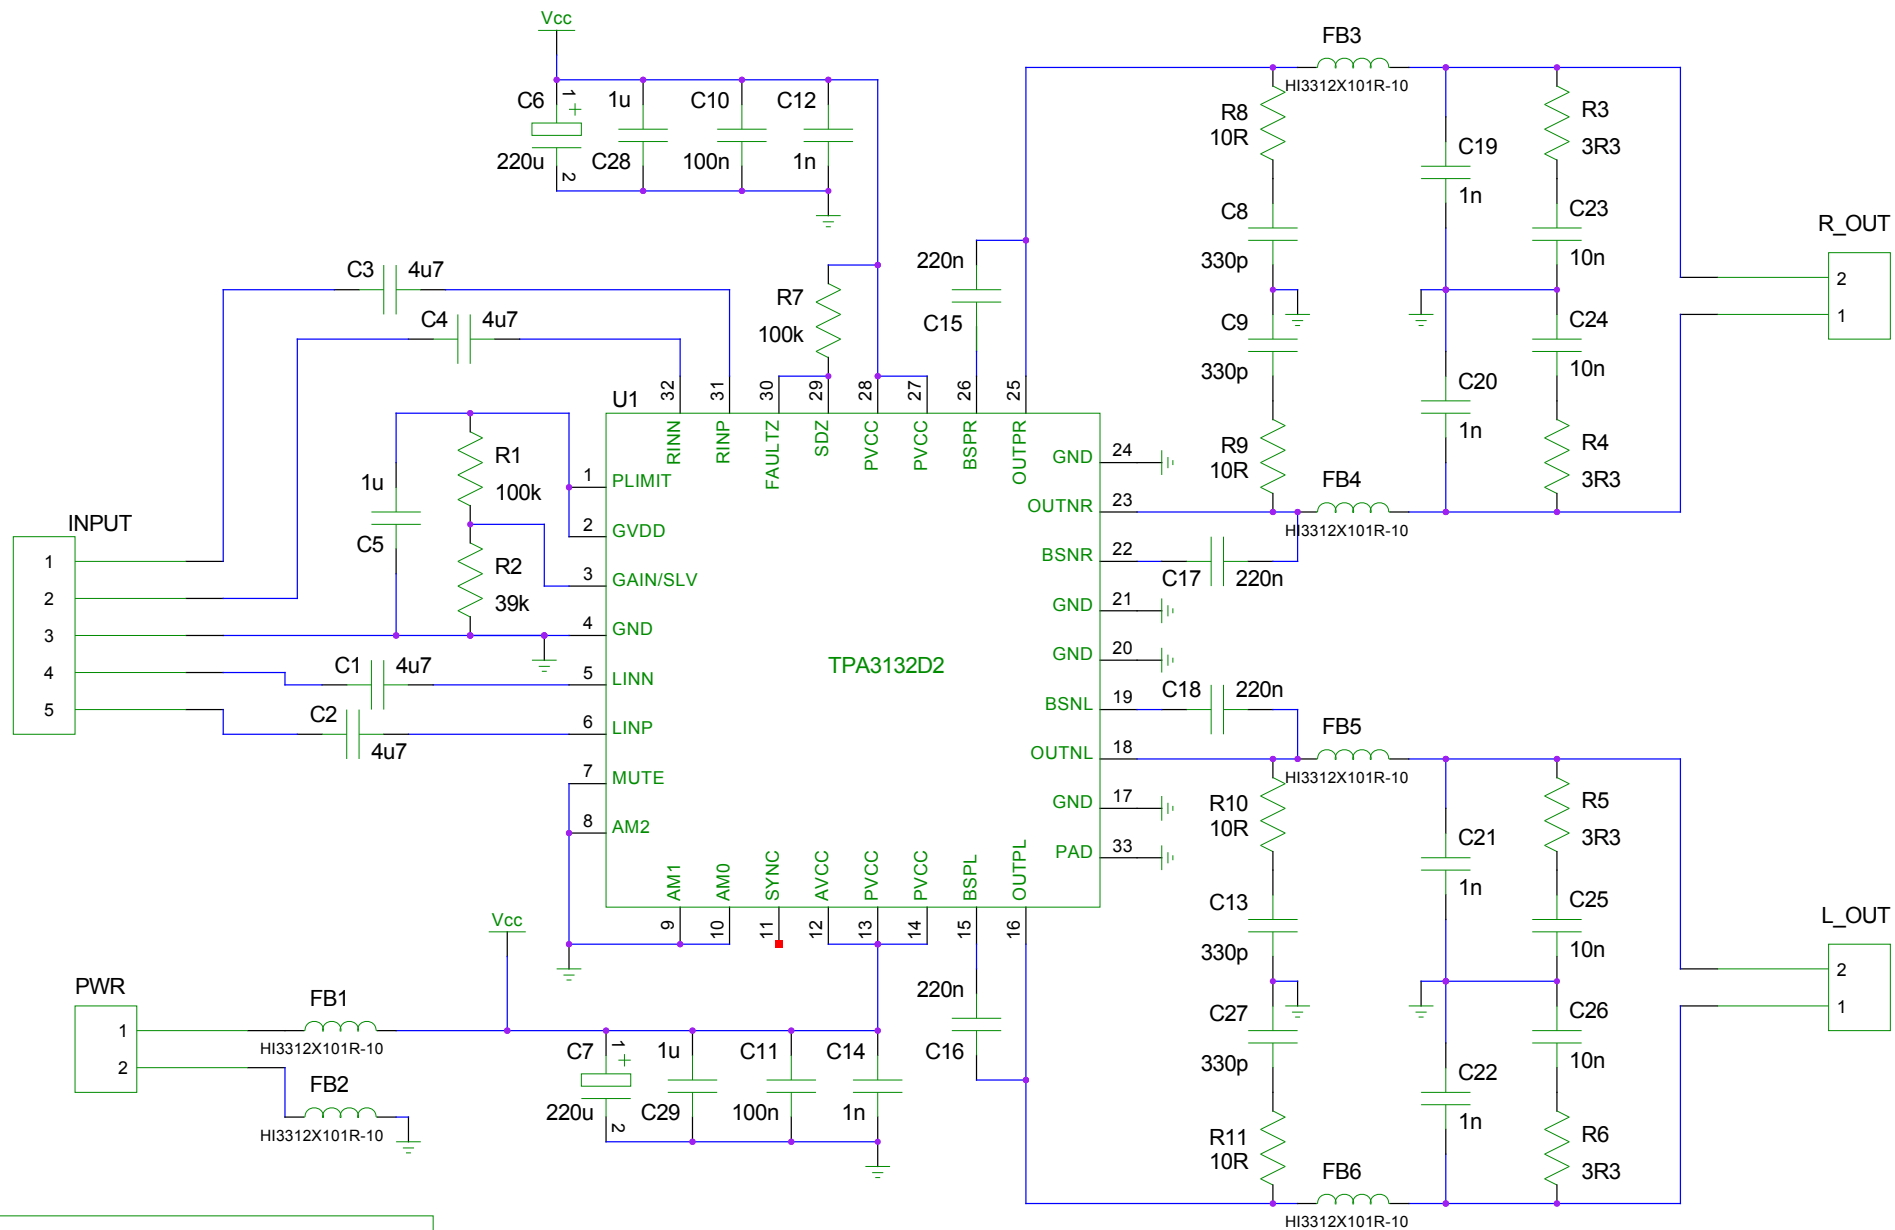 Vcc
C6
1
+
220u
2
1u
C28
C10
100n
C12
1n
FB3
HI3312X101R-10
R8
10R
C8
330p
C9
330p
R9
10R
C19
1n
C20
1n
R3
3R3
C23
10n
C24
10n
R4
3R3
FB4
HI3312X101R-10
R_OUT
2
1
C3
4u7
C4
4u7
R7
100k
220n
C15
U1
TPA3132D2
32
RINN
31
RINP
30
FAULTZ
29
SDZ
28
PVCC
27
PVCC
26
BSPR
25
OUTPR
1
PLIMIT
2
GVDD
3
GAIN/SLV
4
GND
5
LINN
6
LINP
7
MUTE
8
AM2
GND
24
OUTNR
23
BSNR
22
GND
21
GND
20
BSNL
19
OUTNL
18
GND
17
PAD
33
AM1
9
AM0
10
SYNC
11
AVCC
12
PVCC
13
PVCC
14
BSPL
15
OUTPL
16
R1
100k
R2
39k
1u
C5
INPUT
1
2
3
4
5
C1
4u7
C2
4u7
C17
220n
C18
220n
FB5
HI3312X101R-10
R10
10R
C13
330p
C27
330p
R11
10R
C21
1n
C22
1n
R5
3R3
C25
10n
C26
10n
R6
3R3
FB6
HI3312X101R-10
L_OUT
2
1
220n
C16
Vcc
PWR
1
2
FB1
HI3312X101R-10
FB2
HI3312X101R-10
C7
1
+
220u
2
1u
C29
C11
100n
C14
1n